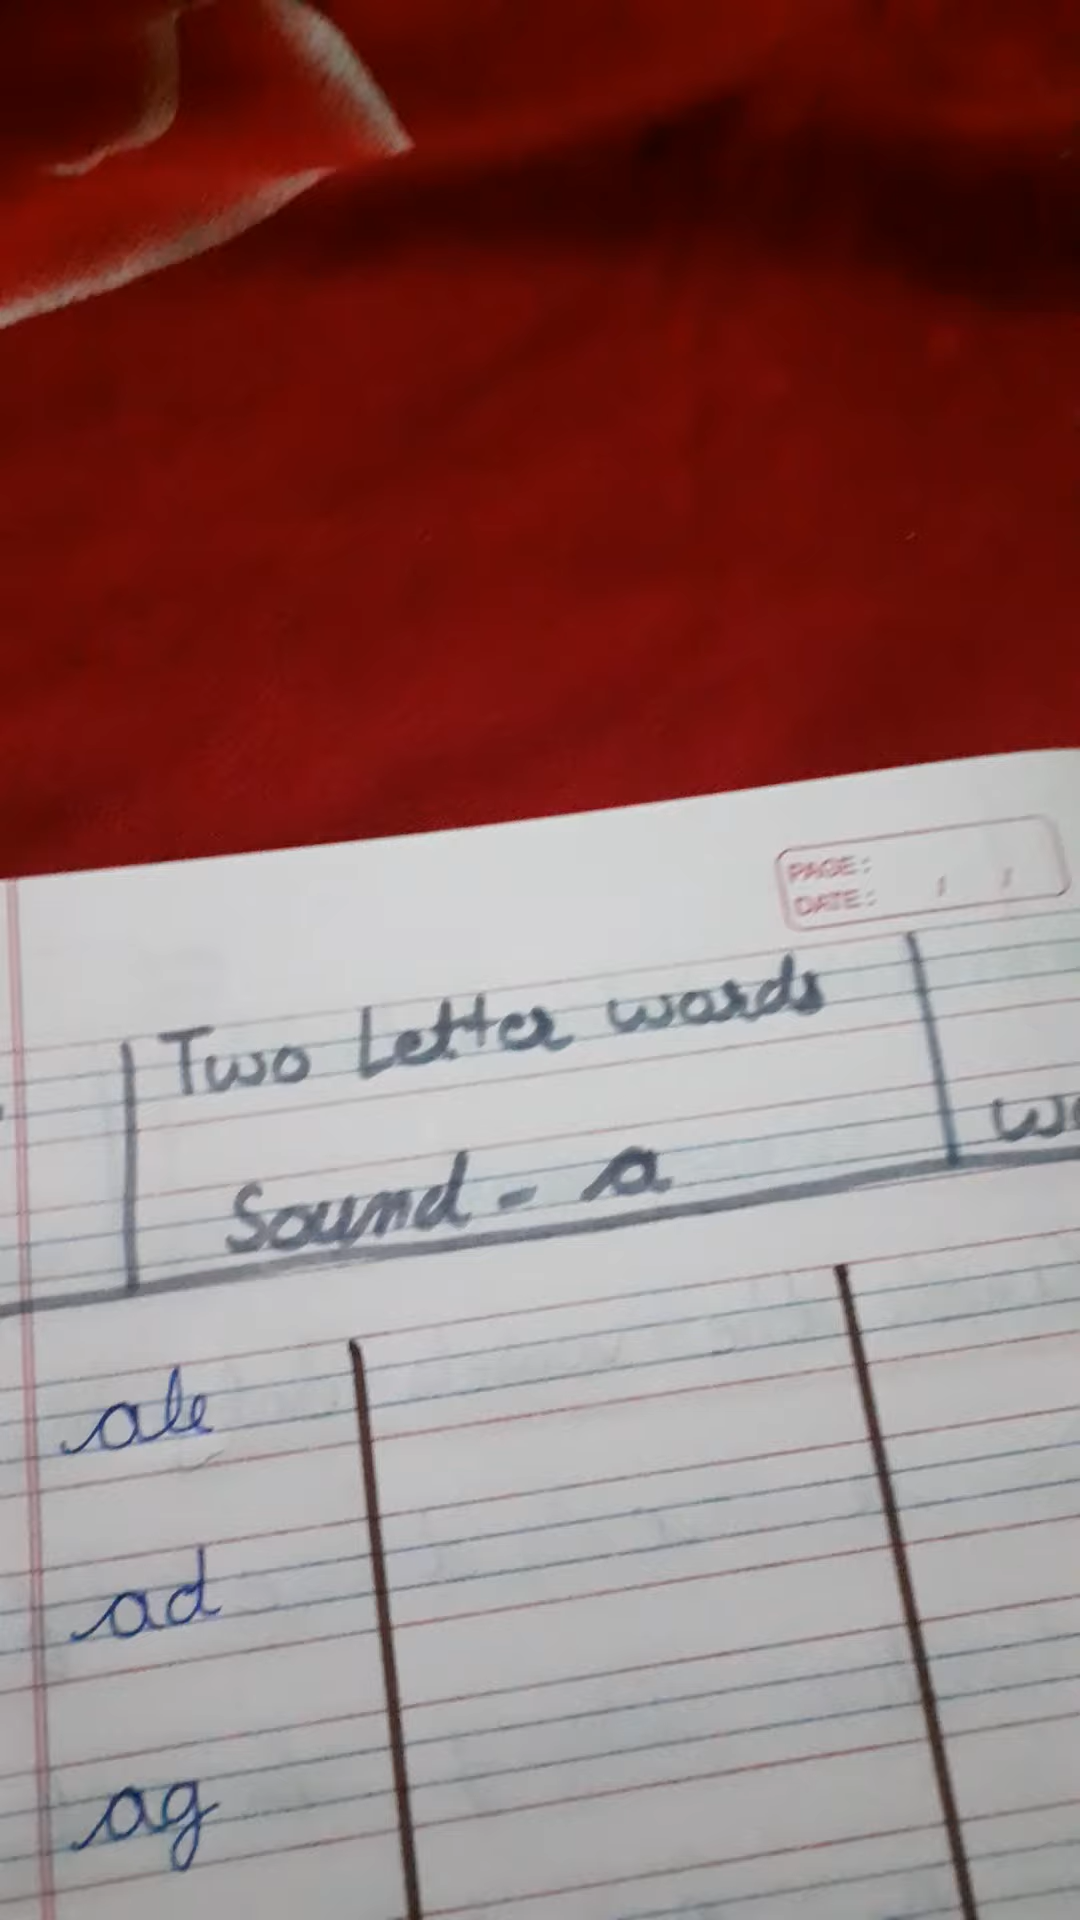 PAGE:
DATE: / /
Two Letter words
Sound - a
ab
ad
ag